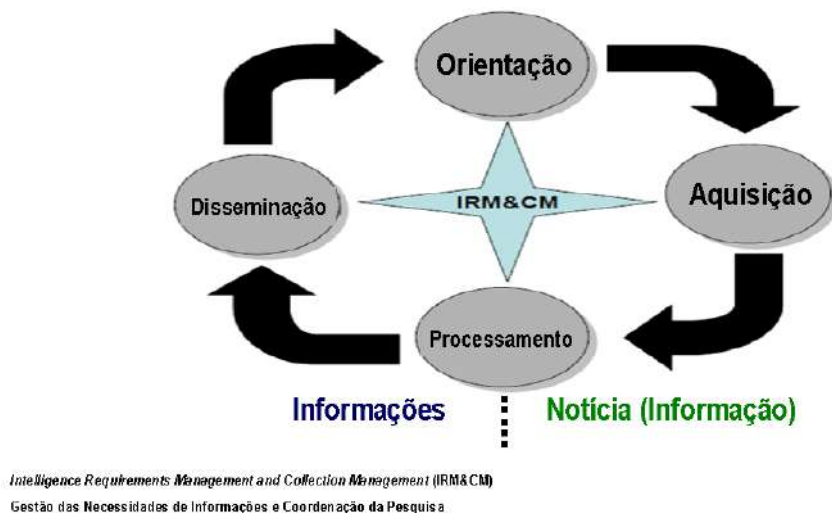 Orientação
Disseminação
IRM&CM
Aquisição
Processamento
Informações
Notícia (Informação)
Intelligence Requirements Management and Collection Management (IRM&CM)
Gestão das Necessidades de Informações e Coordenação da Pesquisa